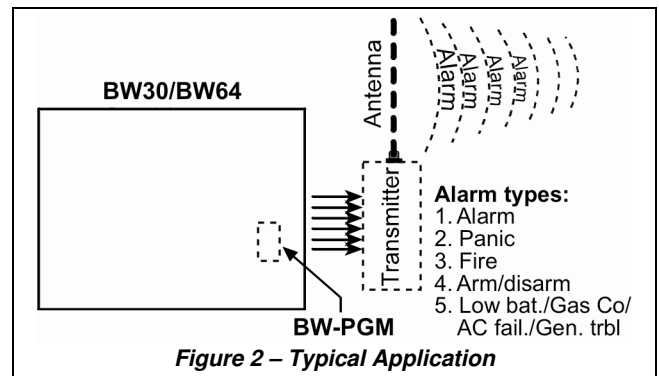 BW30/BW64
Antenna
Alarm
Alarm
Alarm
Alarm
Transmitter
Alarm types:
1. Alarm
2. Panic
3. Fire
4. Arm/disarm
5. Low bat./Gas Co/
AC fail./Gen. trbl
BW-PGM
Figure 2 – Typical Application